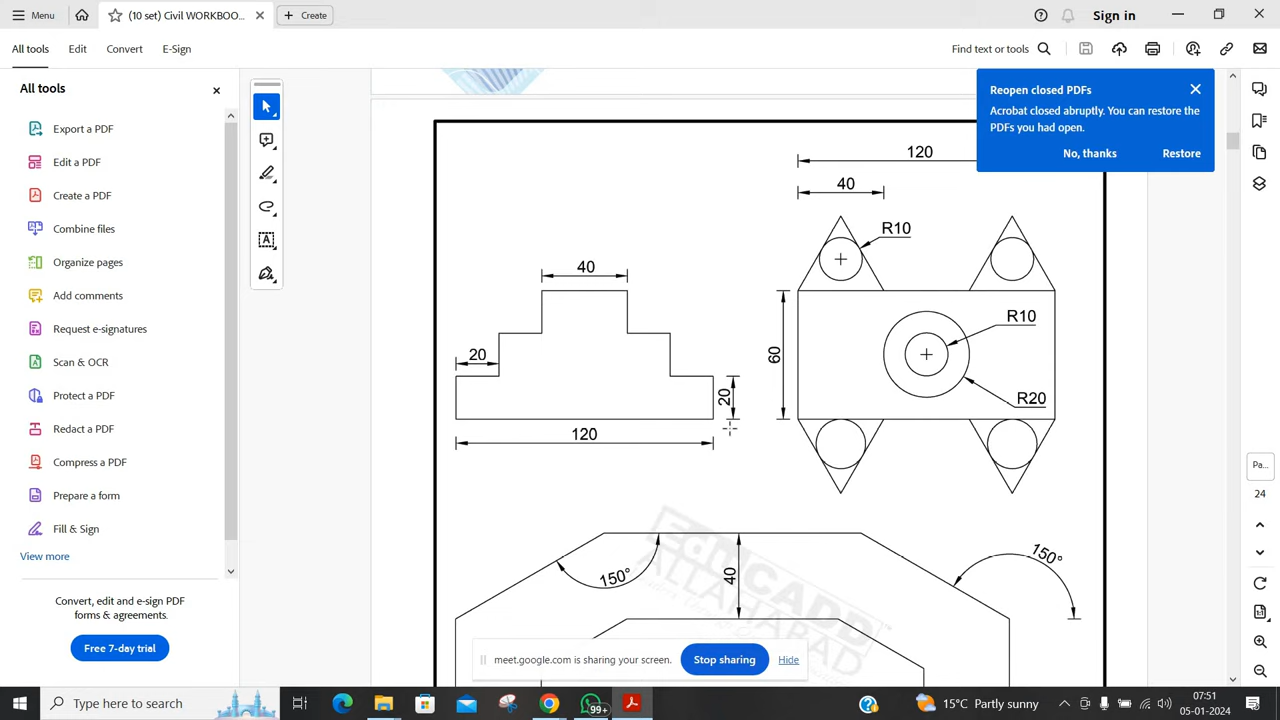 Menu
(10 set) Civil WORKBOO...
Create
Sign in
All tools
Edit
Convert
E-Sign
Find text or tools
All tools
Export a PDF
Edit a PDF
Create a PDF
Combine files
Organize pages
Add comments
Request e-signatures
Scan & OCR
Protect a PDF
Redact a PDF
Compress a PDF
Prepare a form
Fill & Sign
View more
Convert, edit and e-sign PDF
forms & agreements.
Free 7-day trial
Reopen closed PDFs
Acrobat closed abruptly. You can restore the
PDFs you had open.
No, thanks
Restore
120
40
R10
40
R10
20
60
20
R20
120
150°
40
150°
EDUCADD
ALLAHABAD
Pa...
24
meet.google.com is sharing your screen.
Stop sharing
Hide
Type here to search
99+
15°C Partly sunny
07:51
05-01-2024